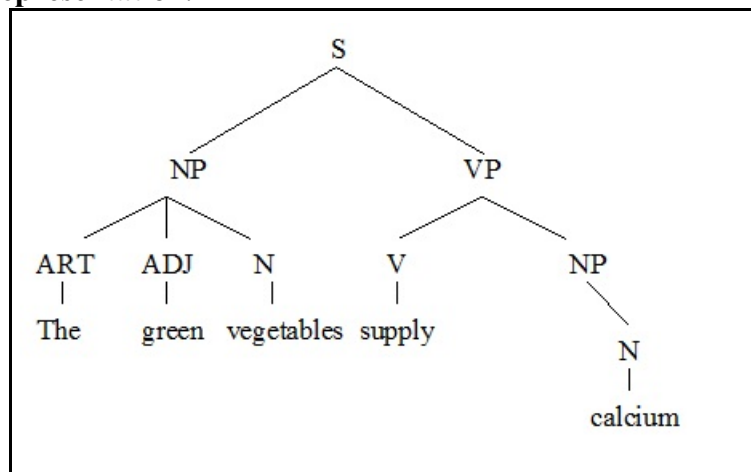 S
NP VP
ART ADJ N V NP
The green vegetables supply
N
calcium